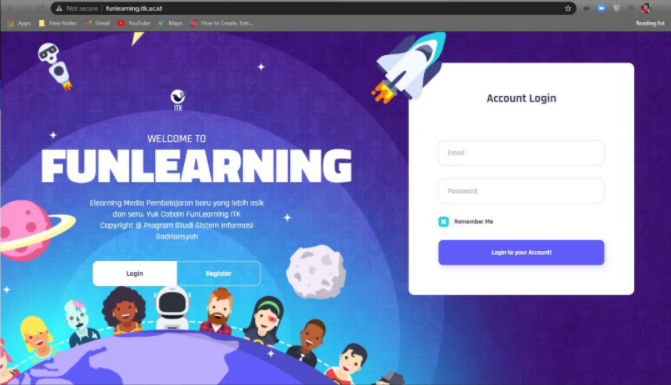 Not secure | funlearning.itk.ac.id
Apps New folder Gmail YouTube Maps How to Create, Estr...
Reading list
ITK
WELCOME TO
FUNLEARNING
Elearning Media Pembelajaran baru yang lebih asik
dan seru. Yuk Cobain FunLearning ITK
Copyright @ Program Studi Sistem Informasi
Sadriansyah
Login Register
Account Login
Email
Password
Remember Me
Login to your Account!